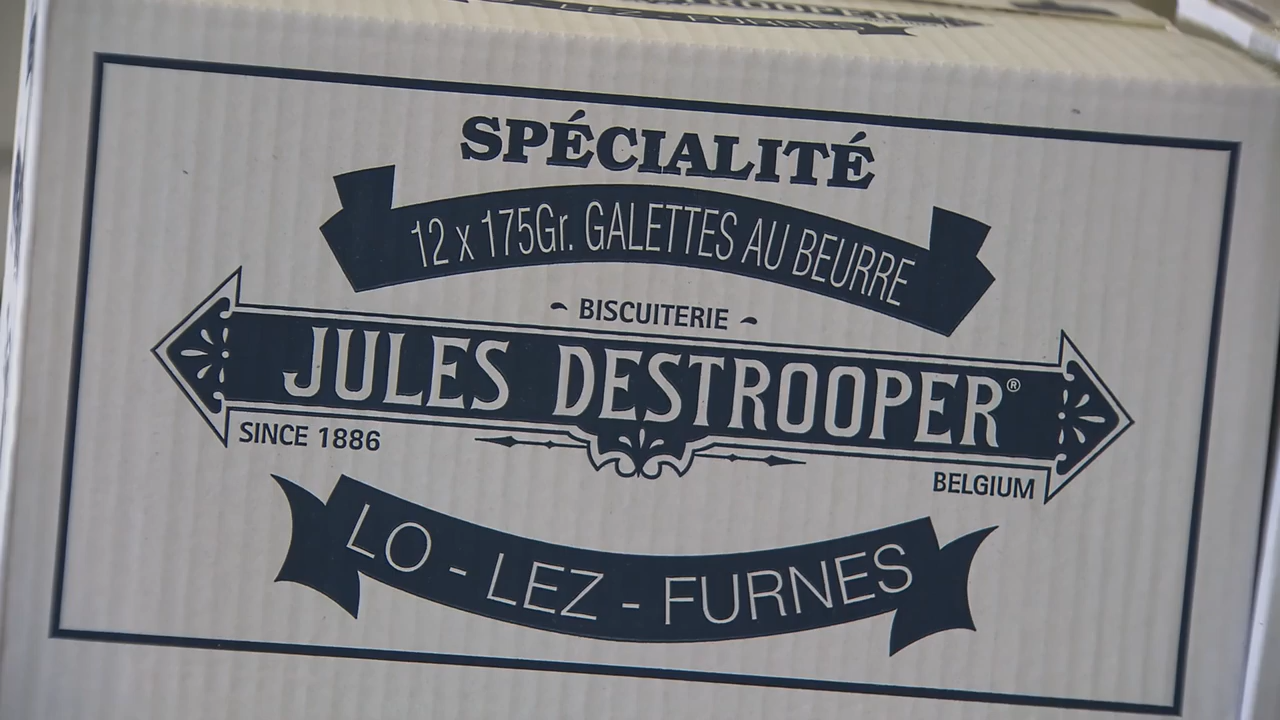 SPÉCIALITÉ
12 x 175Gr. GALETTES AU BEURRE
BISCUITERIE
JULES DESTROOPER®
SINCE 1886
BELGIUM
LO - LEZ - FURNES